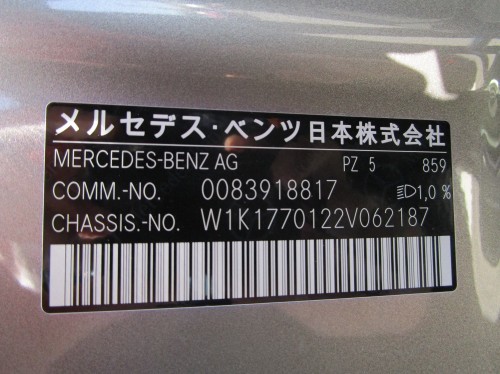 メルセデス・ベンツ日本株式会社
MERCEDES-BENZ AG PZ 5 859
COMM.-NO. 0083918817 1,0 %
CHASSIS.-NO. W1K1770122V062187